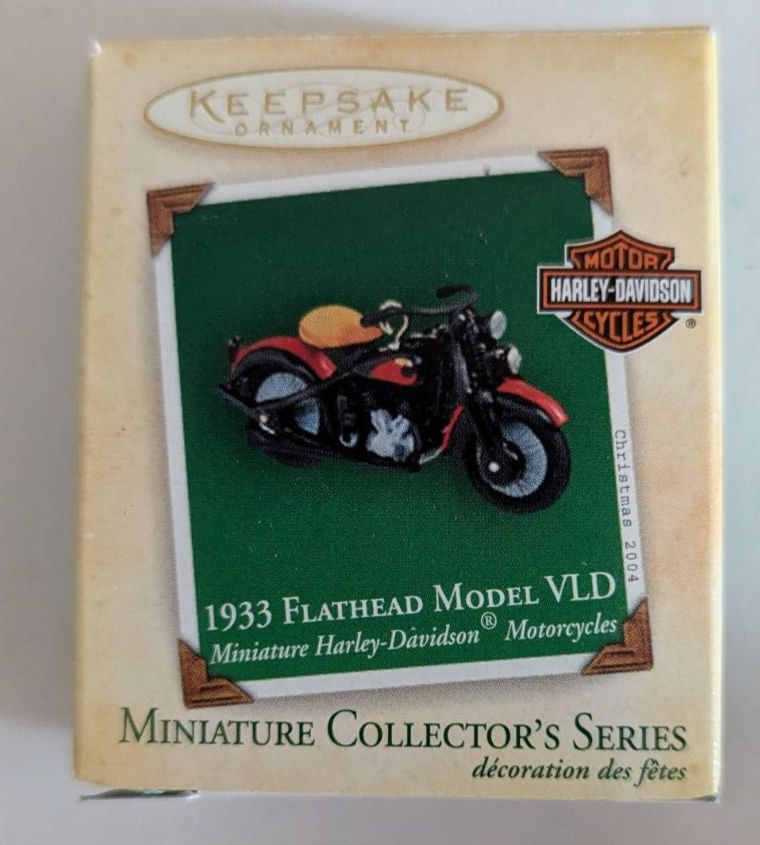 KEEPSAKE
ORNAMENT
MOTOR
HARLEY-DAVIDSON
CYCLES
®
Christmas 2004
1933 FLATHEAD MODEL VLD
Miniature Harley-Davidson® Motorcycles
MINIATURE COLLECTOR'S SERIES
décoration des fêtes